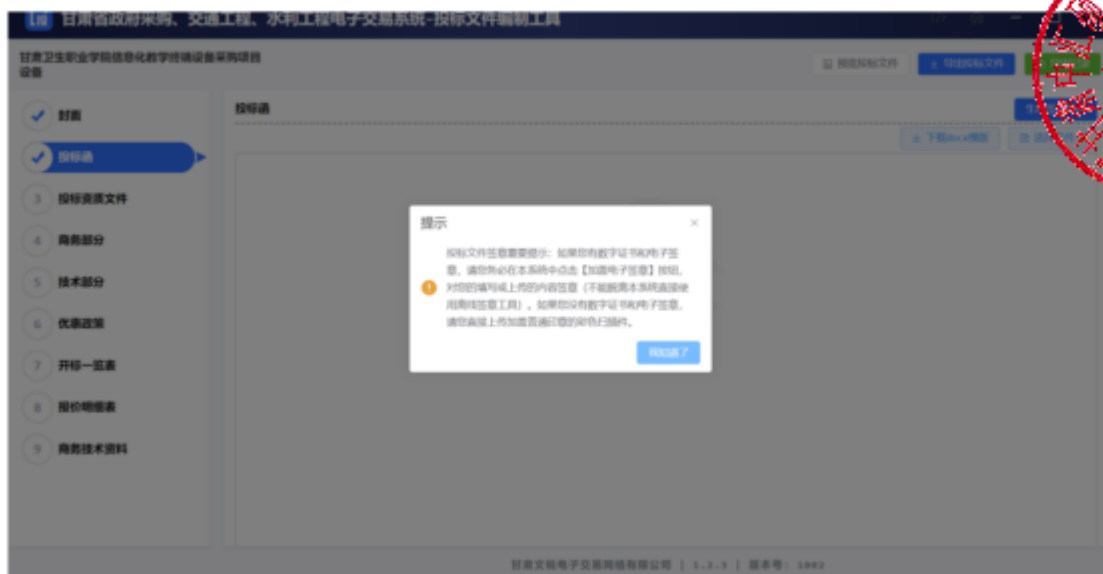 甘肃省政府采购、交通工程、水利工程电子交易系统-投标文件编制工具
甘肃卫生职业学院信息化教学终端设备采购项目
设备
预览投标文件
导出投标文件
封面
投标函
投标函
下载docx模版
3 投标资质文件
4 商务部分
5 技术部分
6 优惠政策
7 开标一览表
8 报价明细表
9 商务技术资料
提示
投标文件签章重要提示：如果您有数字证书和电子签
章，请您务必在本系统中点击【加盖电子签章】按钮，
对您的填写或上传的内容签章（不能脱离本系统直接使
用离线签章工具）。如果您没有数字证书和电子签章，
请您直接上传加盖普通印章的彩色扫描件。
我知道了
甘肃文锐电子交易网络有限公司 | 1.2.3 | 版本号: 1002